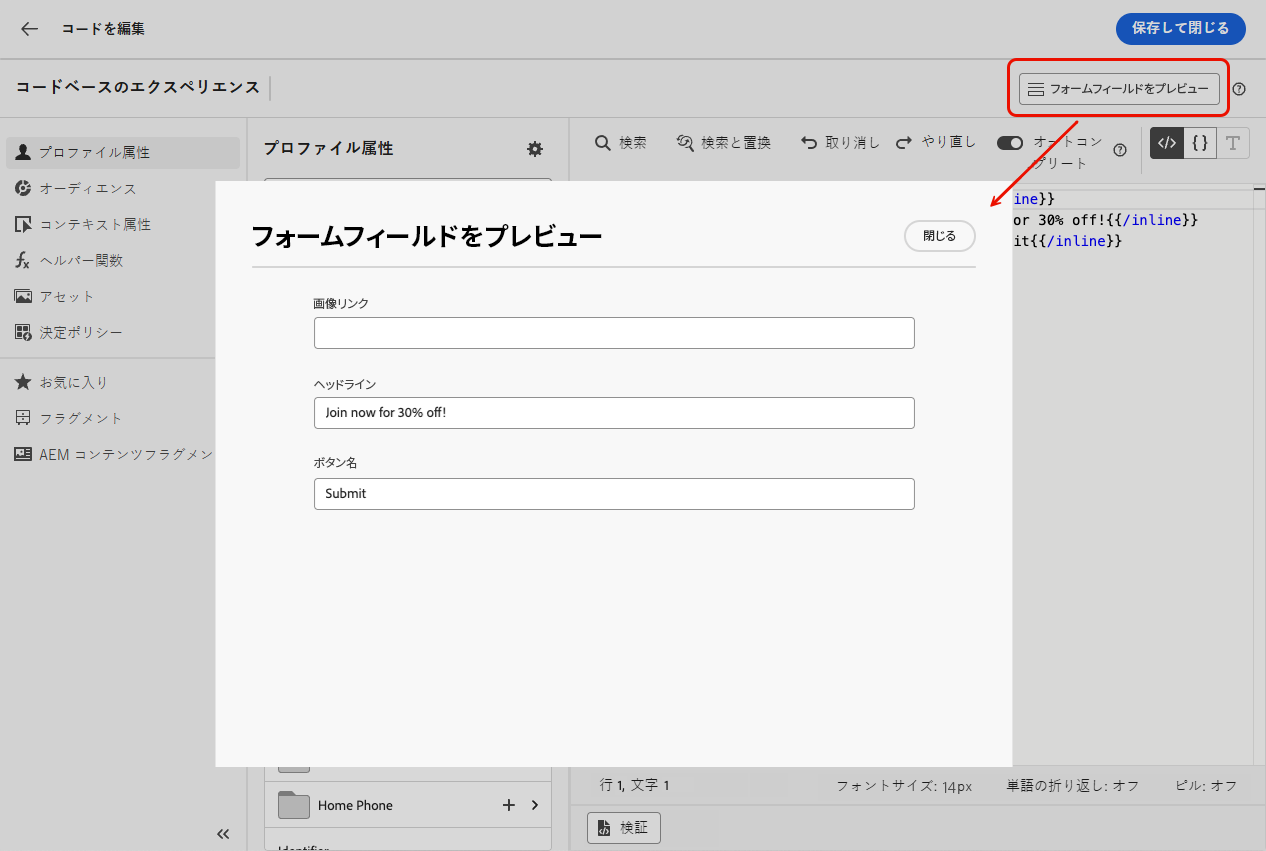 コードを編集
保存して閉じる
コードベースのエクスペリエンス
フォームフィールドをプレビュー
プロファイル属性
オーディエンス
コンテキスト属性
ヘルパー関数
アセット
決定ポリシー
お気に入り
フラグメント
AEM コンテンツフラグメン
プロファイル属性
検索
検索と置換
取り消し
やり直し
オートコン
プリート
ine}}
or 30% off!{{/inline}}
it{{/inline}}
フォームフィールドをプレビュー
閉じる
画像リンク
ヘッドライン
Join now for 30% off!
ボタン名
Submit
Home Phone
Identifier
行 1, 文字 1
フォントサイズ: 14px
単語の折り返し: オフ
ピル: オフ
検証